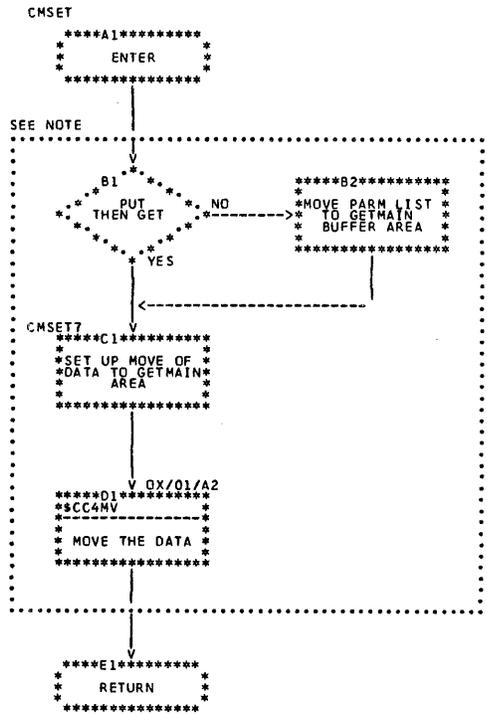 CMSET
A1
ENTER
SEE NOTE
B1
PUT
THEN GET
NO
YES
B2
MOVE PARM LIST
TO GETMAIN
BUFFER AREA
CMSET7
C1
SET UP MOVE OF
DATA TO GETMAIN
AREA
0X/01/A2
D1
$CC4MV
MOVE THE DATA
E1
RETURN